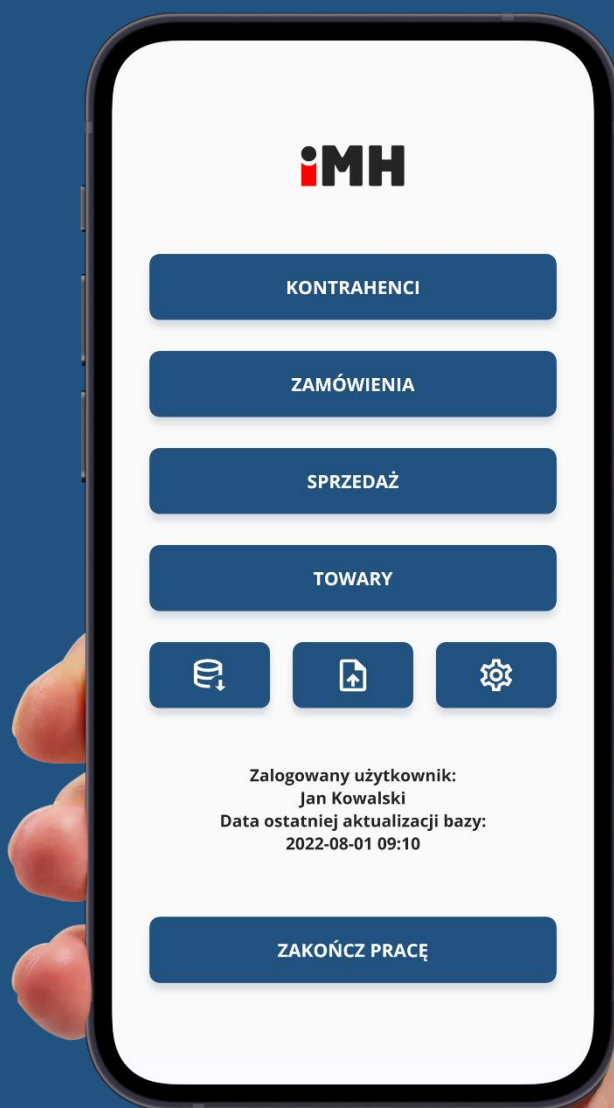 iMH
KONTRAHENCI
ZAMÓWIENIA
SPRZEDAŻ
TOWARY
Zalogowany użytkownik:
Jan Kowalski
Data ostatniej aktualizacji bazy:
2022-08-01 09:10
ZAKOŃCZ PRACĘ